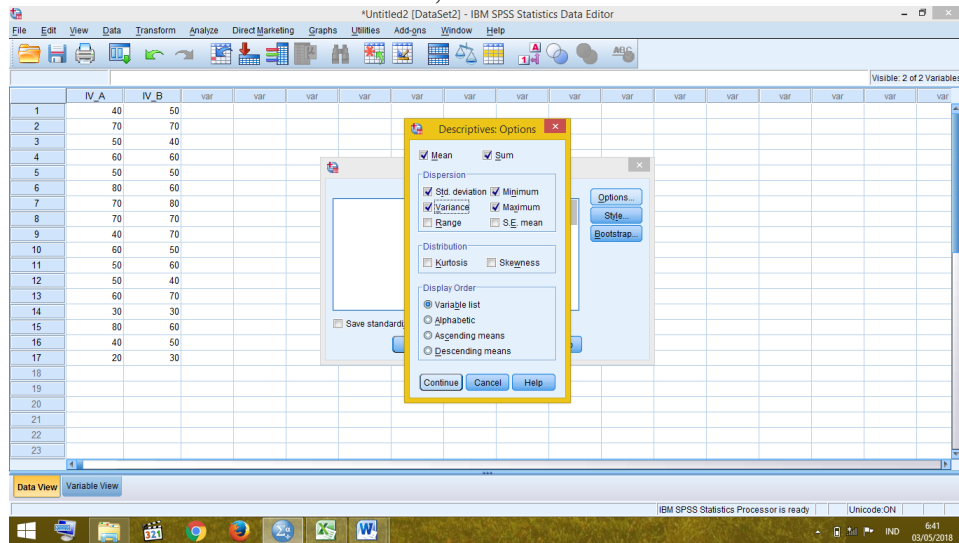 *Untitled2 [DataSet2] - IBM SPSS Statistics Data Editor
File Edit View Data Transform Analyze Direct Marketing Graphs Utilities Add-ons Window Help
Visible: 2 of 2 Variables
IV_A IV_B var var var var var var var var var var var var var var var
1 40 50
2 70 70
3 50 40
4 60 60
5 50 50
6 80 60
7 70 80
8 70 70
9 40 70
10 60 50
11 50 60
12 50 40
13 60 70
14 30 30
15 80 60
16 40 50
17 20 30
18
19
20
21
22
23
Descriptives: Options
Mean Sum
Dispersion
Std. deviation Minimum
Variance Maximum
Range S.E. mean
Distribution
Kurtosis Skewness
Display Order
Variable list
Alphabetic
Ascending means
Descending means
Continue Cancel Help
Options...
Style...
Bootstrap...
Save standardi
Data View Variable View
IBM SPSS Statistics Processor is ready Unicode:ON
IND 6:41
03/05/2018